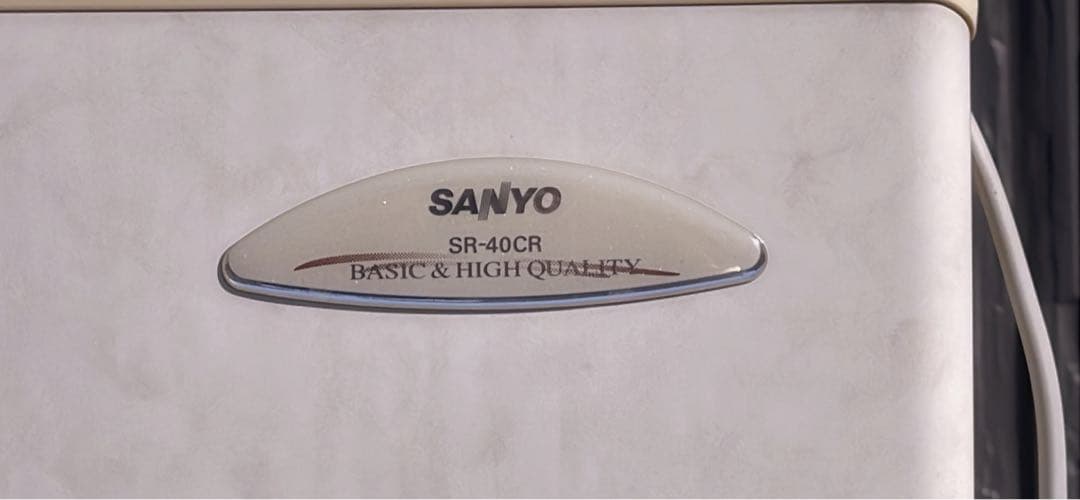 SANYO
SR-40CR
BASIC & HIGH QUALITY